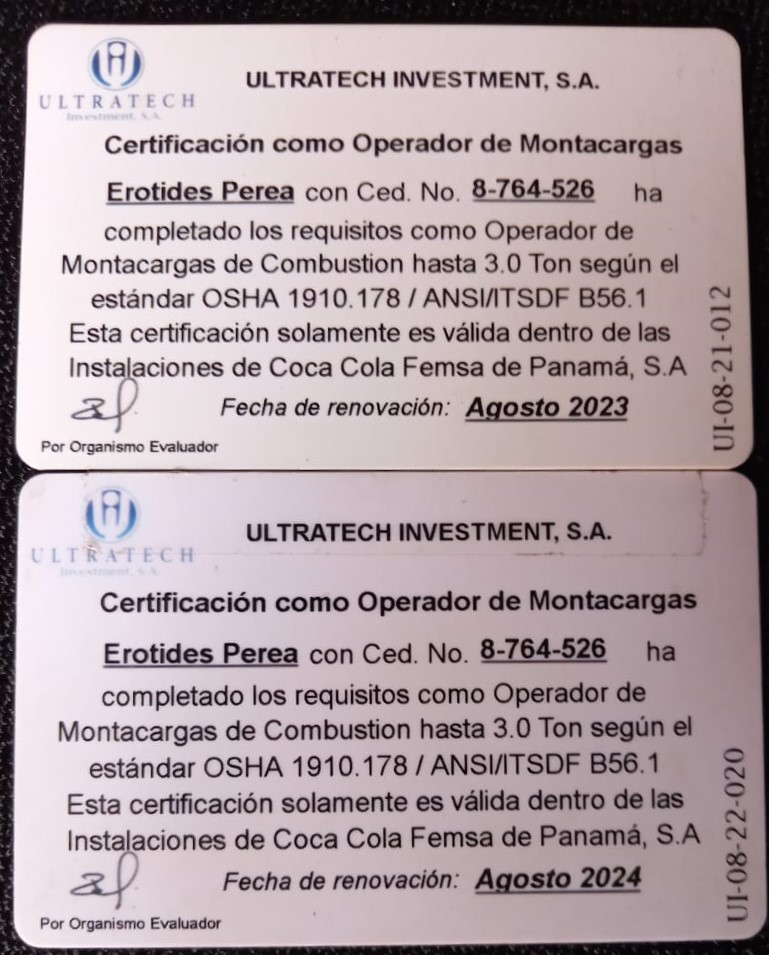 ULTRATECH
Investment, S.A.
ULTRATECH INVESTMENT, S.A.
Certificación como Operador de Montacargas
Erotides Perea con Ced. No. 8-764-526 ha
completado los requisitos como Operador de
Montacargas de Combustion hasta 3.0 Ton según el
estándar OSHA 1910.178 / ANSI/ITSDF B56.1
Esta certificación solamente es válida dentro de las
Instalaciones de Coca Cola Femsa de Panamá, S.A
Fecha de renovación: Agosto 2023
Por Organismo Evaluador
UI-08-21-012
ULTRATECH
Investment, S.A.
ULTRATECH INVESTMENT, S.A.
Certificación como Operador de Montacargas
Erotides Perea con Ced. No. 8-764-526 ha
completado los requisitos como Operador de
Montacargas de Combustion hasta 3.0 Ton según el
estándar OSHA 1910.178 / ANSI/ITSDF B56.1
Esta certificación solamente es válida dentro de las
Instalaciones de Coca Cola Femsa de Panamá, S.A
Fecha de renovación: Agosto 2024
Por Organismo Evaluador
UI-08-22-020